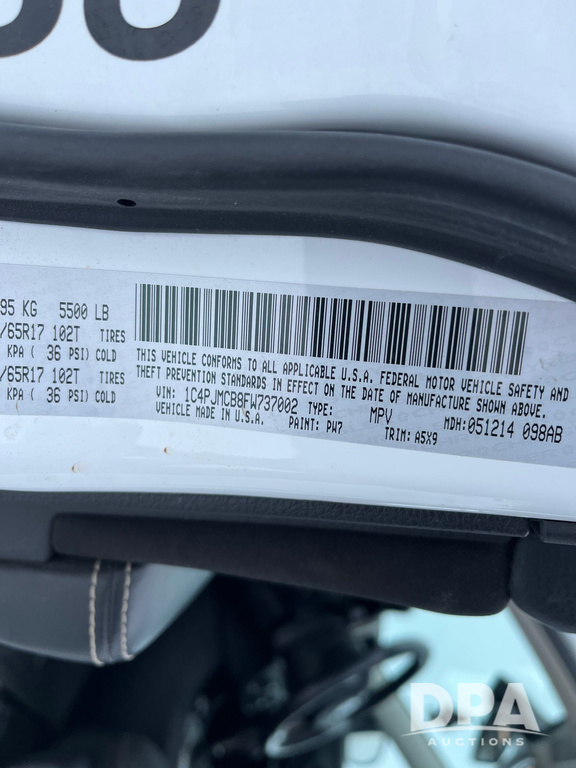 95 KG 5500 LB
/65R17 102T TIRES
KPA ( 36 PSI) COLD
/65R17 102T TIRES
KPA ( 36 PSI) COLD
THIS VEHICLE CONFORMS TO ALL APPLICABLE U.S.A. FEDERAL MOTOR VEHICLE SAFETY AND
THEFT PREVENTION STANDARDS IN EFFECT ON THE DATE OF MANUFACTURE SHOWN ABOVE.
VIN: 1C4PJMCB8FW737002 TYPE: MPV MDH:051214 098AB
VEHICLE MADE IN U.S.A. PAINT: PW7 TRIM: A5X9
DPA
AUCTIONS